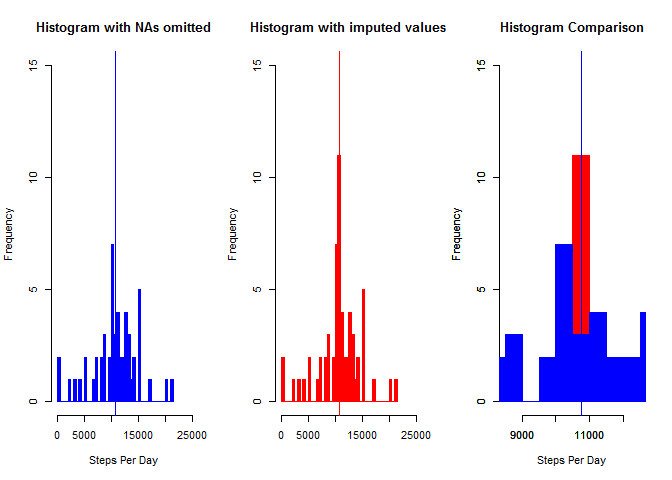 Histogram with NAs omitted
Frequency
15
10
5
0
0
5000
15000
25000
Steps Per Day
Histogram with imputed values
Frequency
15
10
5
0
0
5000
15000
25000
Steps Per Day
Histogram Comparison
Frequency
15
10
5
0
9000
11000
Steps Per Day